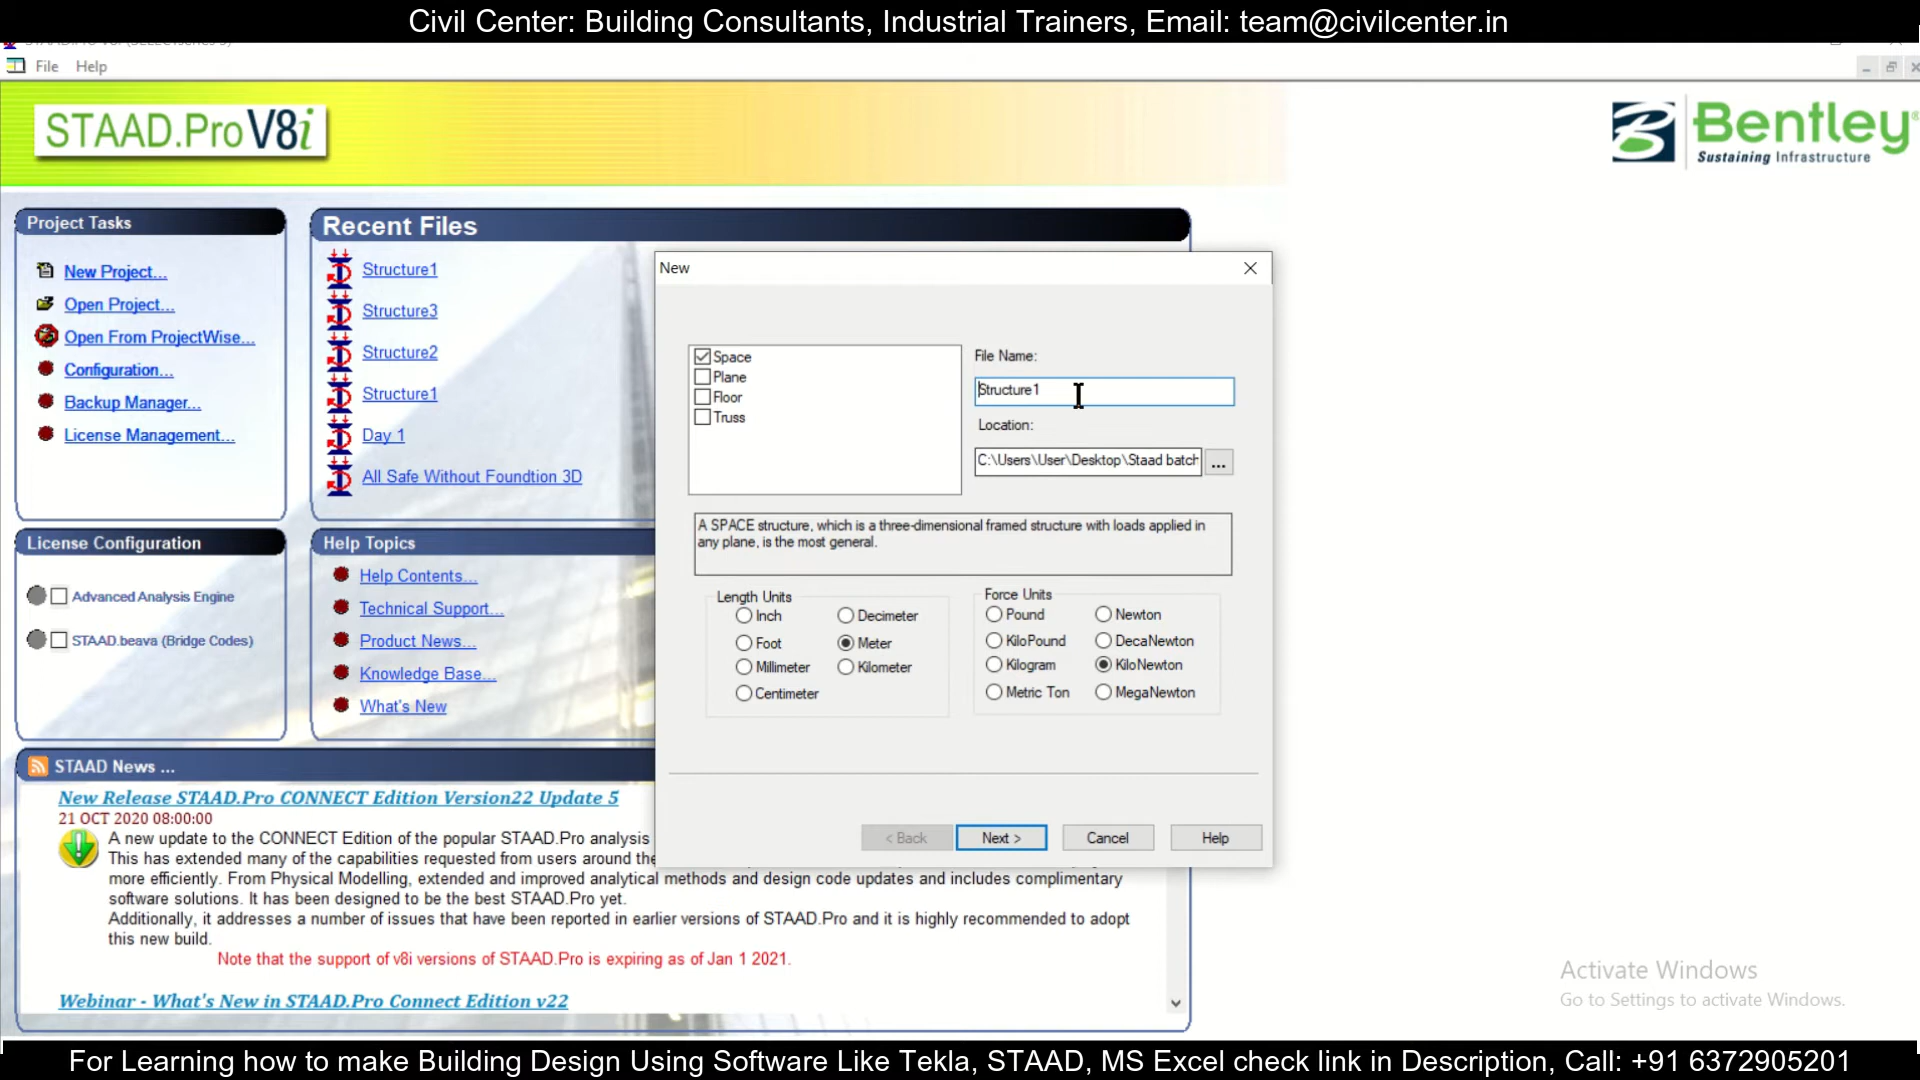 Civil Center: Building Consultants, Industrial Trainers, Email: team@civilcenter.in
File Help
STAAD.Pro V8i
Bentley®
Sustaining Infrastructure
Project Tasks
New Project...
Open Project...
Open From ProjectWise...
Configuration...
Backup Manager...
License Management...
Recent Files
Structure1
Structure3
Structure2
Structure1
Day 1
All Safe Without Foundtion 3D
License Configuration
Advanced Analysis Engine
STAAD.beava (Bridge Codes)
Help Topics
Help Contents...
Technical Support...
Product News...
Knowledge Base...
What's New
New
Space
Plane
Floor
Truss
File Name:
Structure1
Location:
C:\Users\User\Desktop\Staad batch
...
A SPACE structure, which is a three-dimensional framed structure with loads applied in
any plane, is the most general.
Length Units
Inch Decimeter
Foot Meter
Millimeter Kilometer
Centimeter
Force Units
Pound Newton
KiloPound DecaNewton
Kilogram KiloNewton
Metric Ton MegaNewton
< Back Next > Cancel Help
STAAD News ...
New Release STAAD.Pro CONNECT Edition Version22 Update 5
21 OCT 2020 08:00:00
A new update to the CONNECT Edition of the popular STAAD.Pro analysis
This has extended many of the capabilities requested from users around the
more efficiently. From Physical Modelling, extended and improved analytical methods and design code updates and includes complimentary
software solutions. It has been designed to be the best STAAD.Pro yet.
Additionally, it addresses a number of issues that have been reported in earlier versions of STAAD.Pro and it is highly recommended to adopt
this new build.
Note that the support of v8i versions of STAAD.Pro is expiring as of Jan 1 2021.
Webinar - What's New in STAAD.Pro Connect Edition v22
Activate Windows
Go to Settings to activate Windows.
For Learning how to make Building Design Using Software Like Tekla, STAAD, MS Excel check link in Description, Call: +91 6372905201